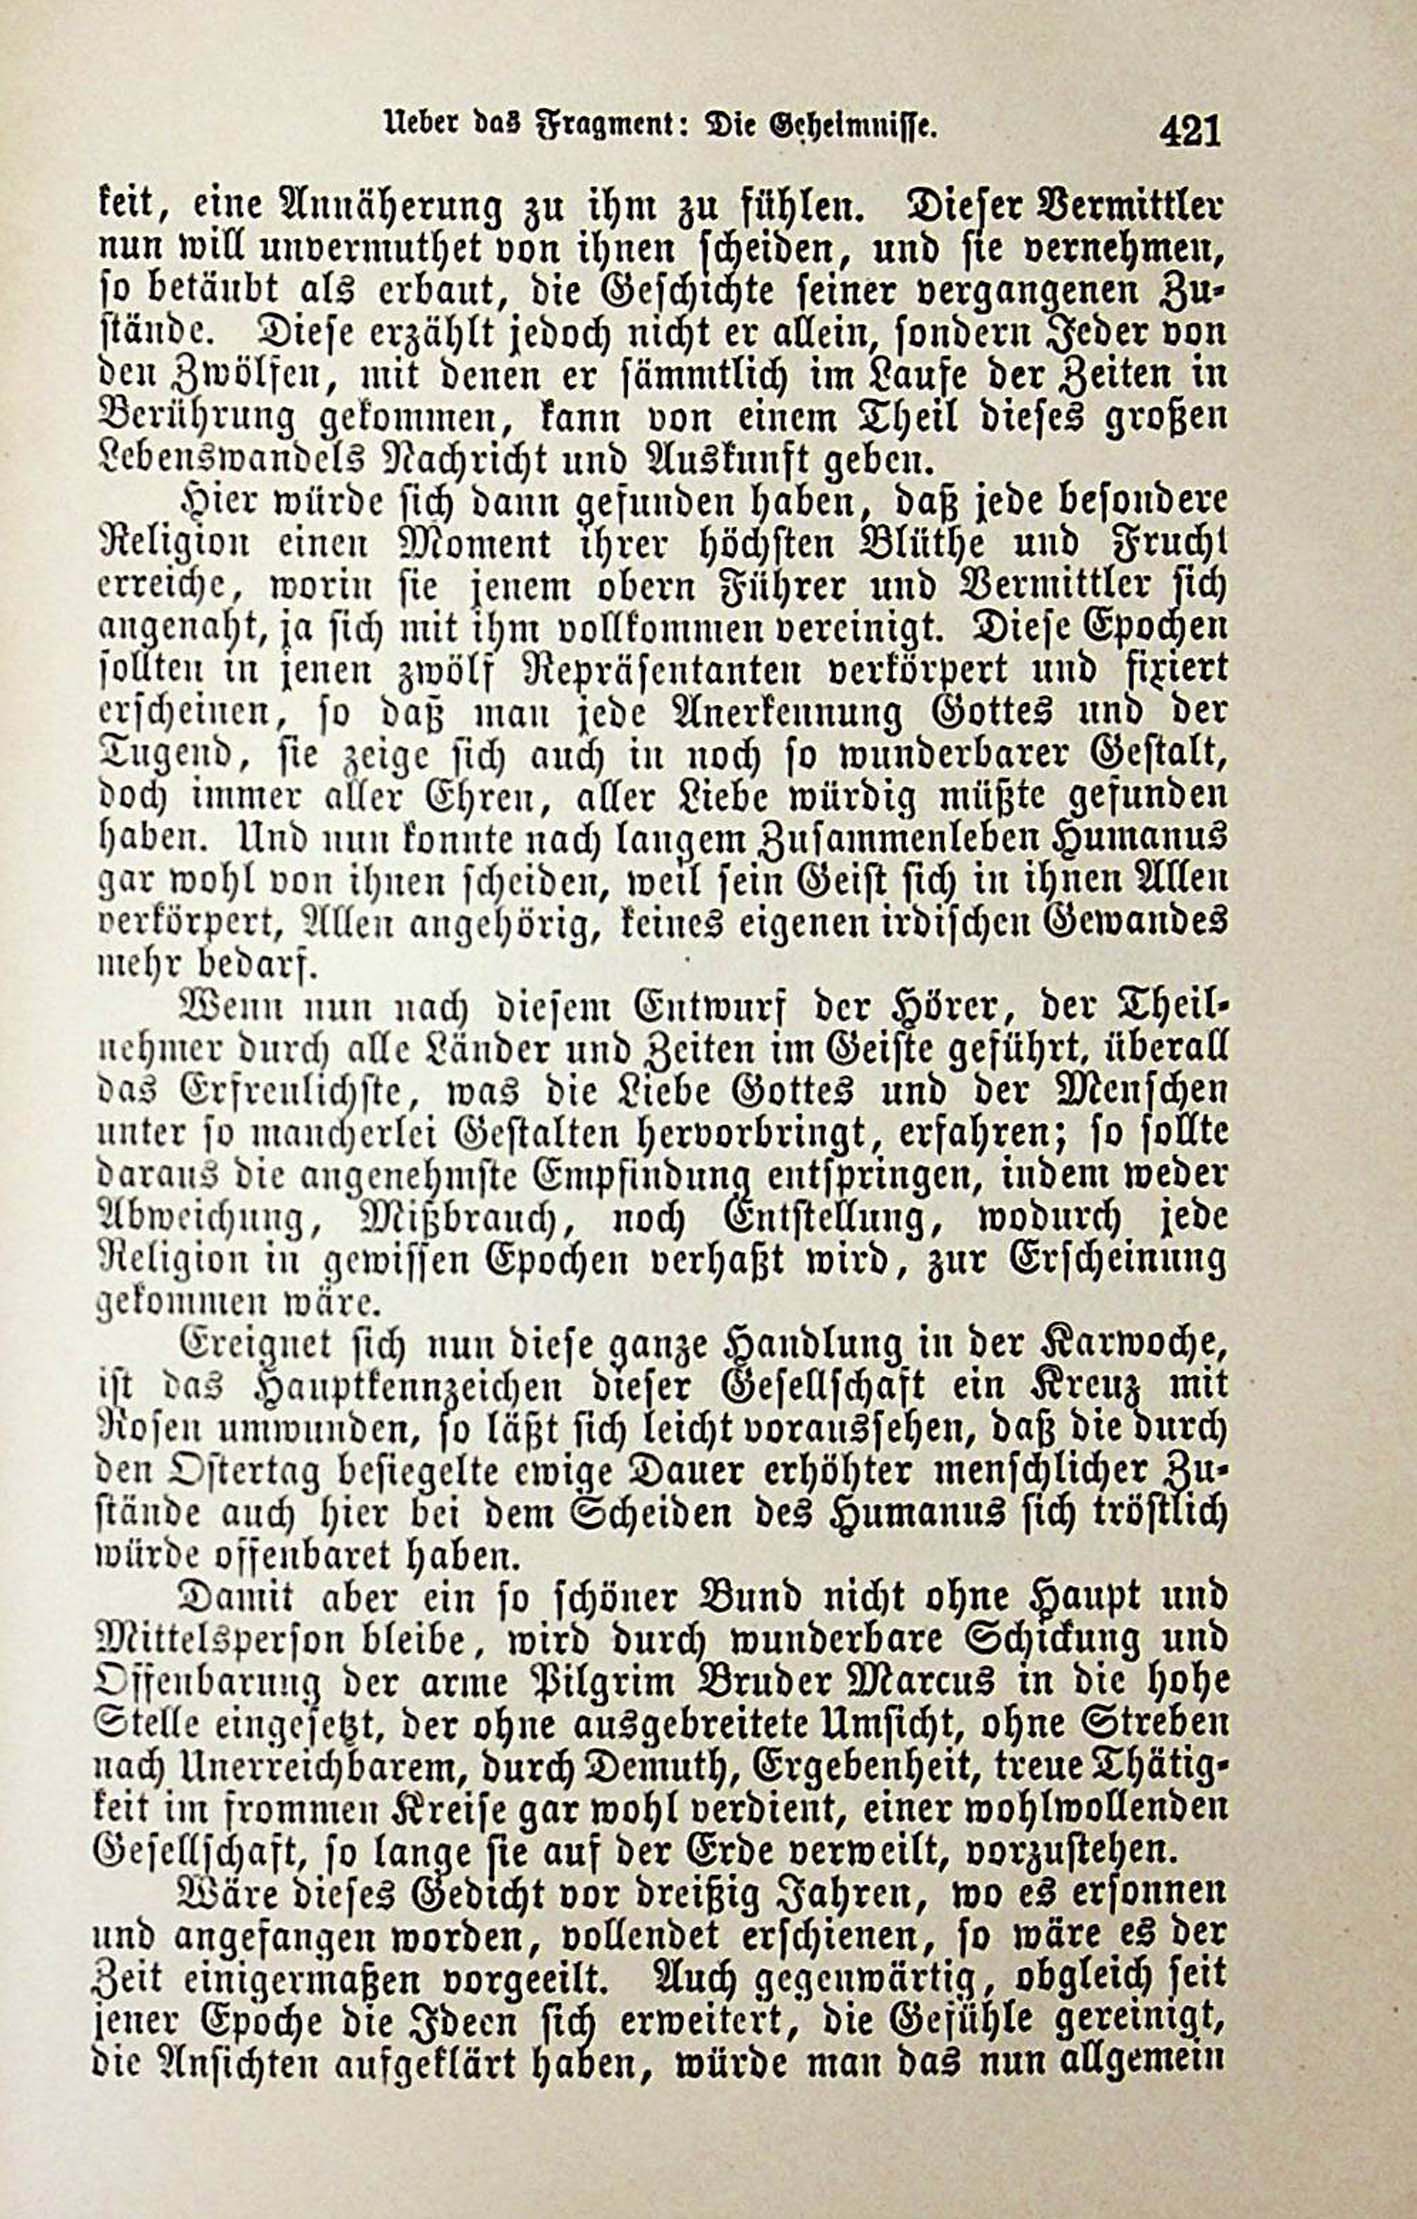 Ueber das Fragment: Die Geheimnisse. 421
keit, eine Annäherung zu ihm zu fühlen. Dieser Vermittler
nun will unvermuthet von ihnen scheiden, und sie vernehmen,
so betäubt als erbaut, die Geschichte seiner vergangenen Zu-
stände. Diese erzählt jedoch nicht er allein, sondern Jeder von
den Zwölfen, mit denen er sämmtlich im Laufe der Zeiten in
Berührung gekommen, kann von einem Theil dieses großen
Lebenswandels Nachricht und Auskunft geben.
Hier würde sich dann gefunden haben, daß jede besondere
Religion einen Moment ihrer höchsten Blüthe und Frucht
erreiche, worin sie jenem obern Führer und Vermittler sich
angenaht, ja sich mit ihm vollkommen vereinigt. Diese Epochen
sollten in jenen zwölf Repräsentanten verkörpert und fixiert
erscheinen, so daß man jede Anerkennung Gottes und der
Tugend, sie zeige sich auch in noch so wunderbarer Gestalt,
doch immer aller Ehren, aller Liebe würdig müßte gefunden
haben. Und nun konnte nach langem Zusammenleben Humanus
gar wohl von ihnen scheiden, weil sein Geist sich in ihnen Allen
verkörpert, Allen angehörig, keines eigenen irdischen Gewandes
mehr bedarf.
Wenn nun nach diesem Entwurf der Hörer, der Theil-
nehmer durch alle Länder und Zeiten im Geiste geführt, überall
das Erfreulichste, was die Liebe Gottes und der Menschen
unter so mancherlei Gestalten hervorbringt, erfahren; so sollte
daraus die angenehmste Empfindung entspringen, indem weder
Abweichung, Mißbrauch, noch Entstellung, wodurch jede
Religion in gewissen Epochen verhaßt wird, zur Erscheinung
gekommen wäre.
Ereignet sich nun diese ganze Handlung in der Karwoche,
ist das Hauptkennzeichen dieser Gesellschaft ein Kreuz mit
Rosen umwunden, so läßt sich leicht voraussehen, daß die durch
den Ostertag besiegelte ewige Dauer erhöhter menschlicher Zu-
stände auch hier bei dem Scheiden des Humanus sich tröstlich
würde offenbaret haben.
Damit aber ein so schöner Bund nicht ohne Haupt und
Mittelsperson bleibe, wird durch wunderbare Schickung und
Offenbarung der arme Pilgrim Bruder Marcus in die hohe
Stelle eingesetzt, der ohne ausgebreitete Umsicht, ohne Streben
nach Unerreichbarem, durch Demuth, Ergebenheit, treue Thätig-
keit im frommen Kreise gar wohl verdient, einer wohlwollenden
Gesellschaft, so lange sie auf der Erde verweilt, vorzustehen.
Wäre dieses Gedicht vor dreißig Jahren, wo es ersonnen
und angefangen worden, vollendet erschienen, so wäre es der
Zeit einigermaßen vorgeeilt. Auch gegenwärtig, obgleich seit
jener Epoche die Ideen sich erweitert, die Gefühle gereinigt,
die Ansichten aufgeklärt haben, würde man das nun allgemein